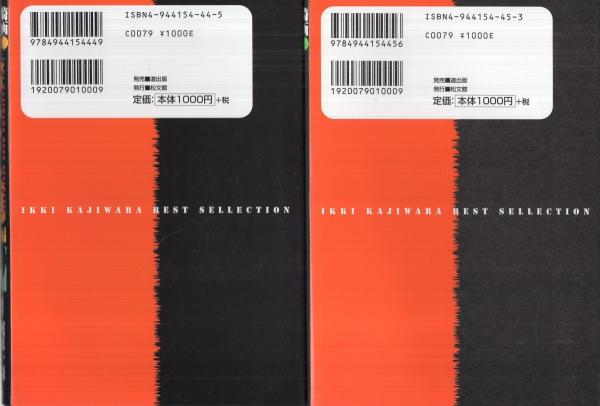 ISBN4-944154-44-5
9784944154449
C0079 ¥1000E
1920079010009
発売■道出版
発行■松文館
定価：本体1000円+税
IKKI KAJIWARA BEST SELLECTION
ISBN4-944154-45-3
9784944154456
C0079 ¥1000E
1920079010009
発売■道出版
発行■松文館
定価：本体1000円+税
IKKI KAJIWARA BEST SELLECTION